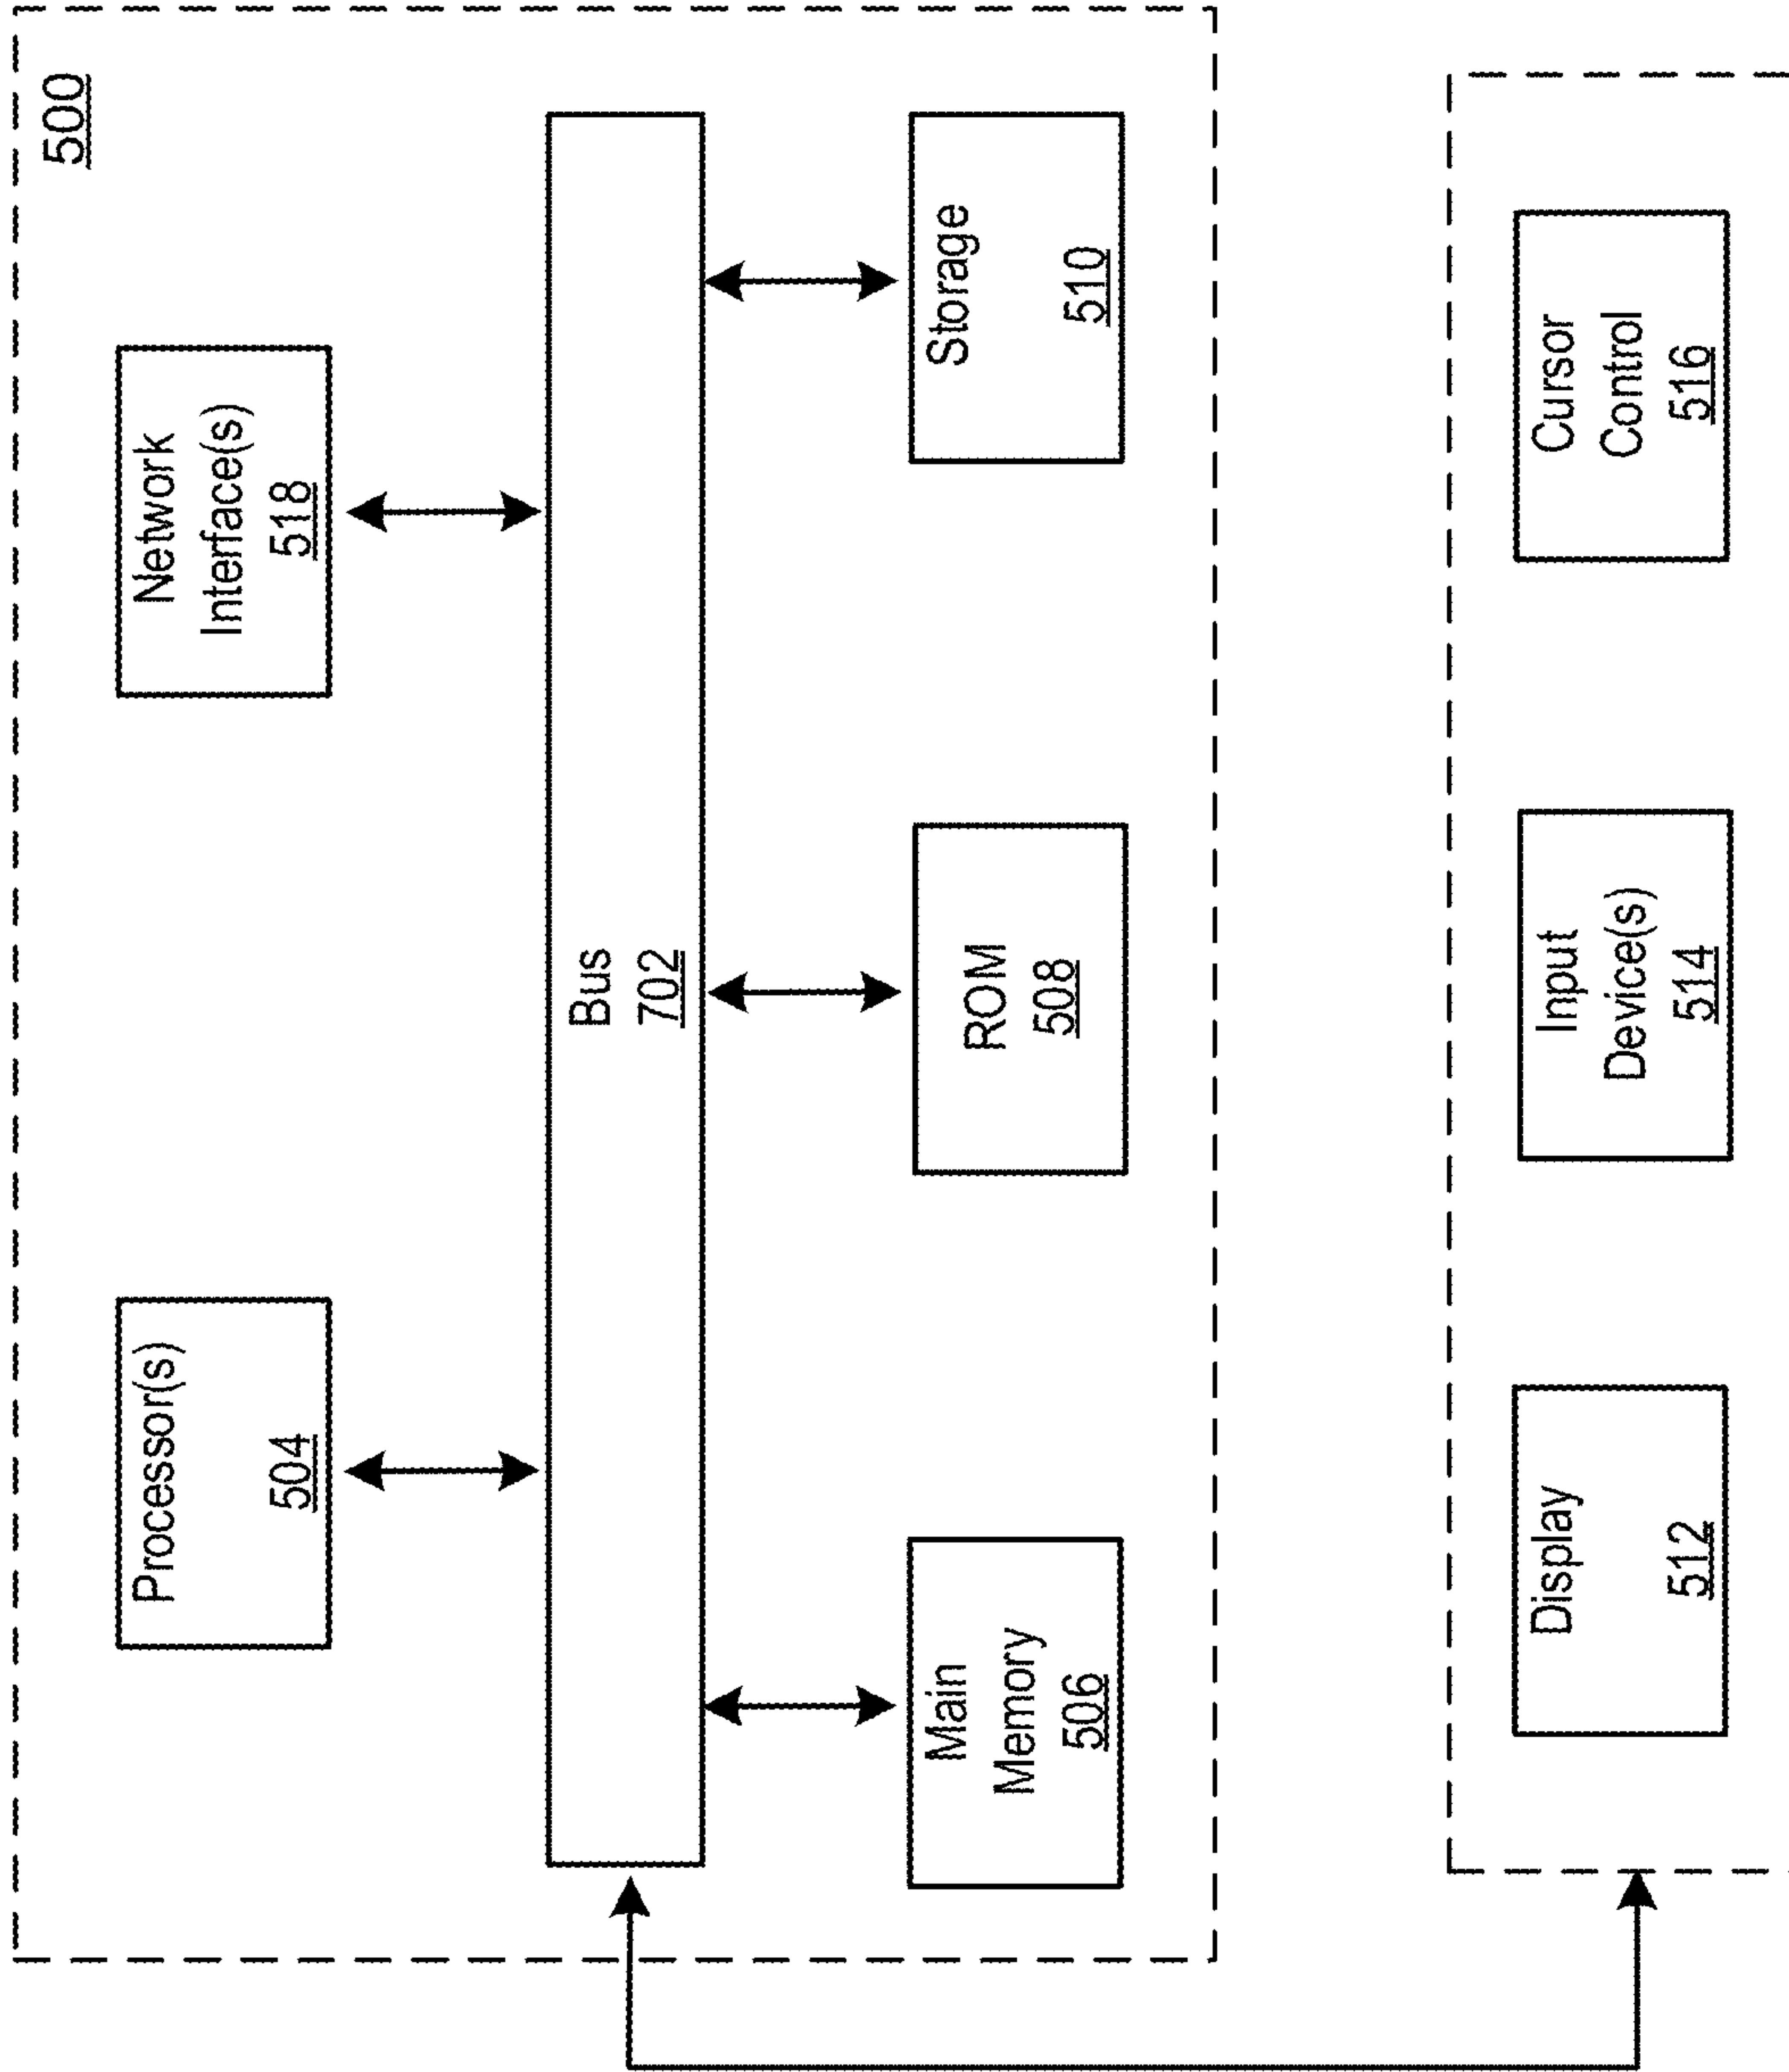 500
Processor(s)
504
Network
Interface(s)
518
Bus
702
Main
Memory
506
ROM
508
Storage
510
Display
512
Input
Device(s)
514
Cursor
Control
516